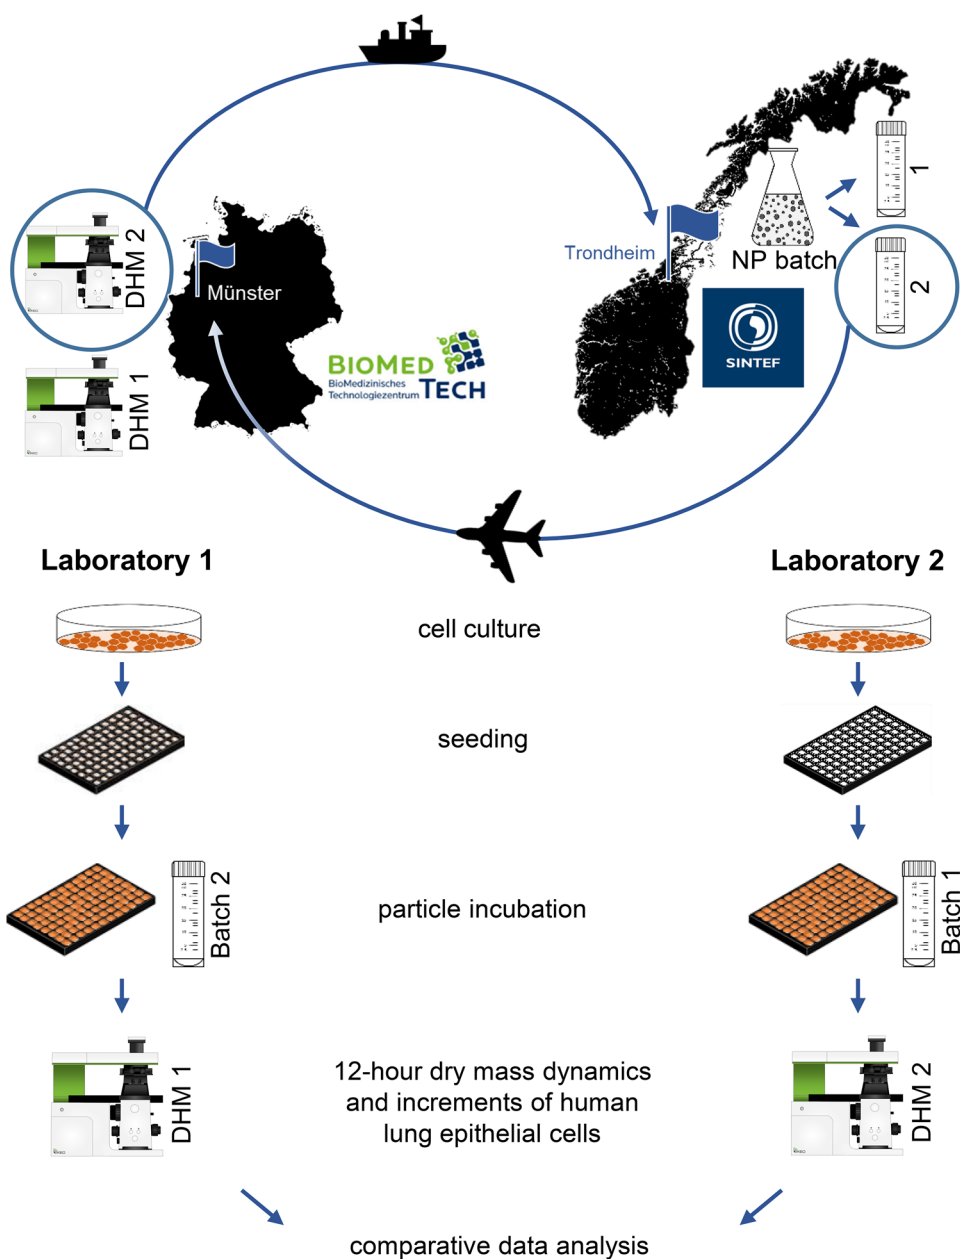 DHM 2
DHM 1
Münster
BIOMED
TECH
BioMedizinisches
Technologiezentrum
Trondheim
NP batch
1
2
SINTEF
Laboratory 1
Laboratory 2
cell culture
seeding
Batch 2
particle incubation
Batch 1
DHM 1
12-hour dry mass dynamics
and increments of human
lung epithelial cells
DHM 2
comparative data analysis